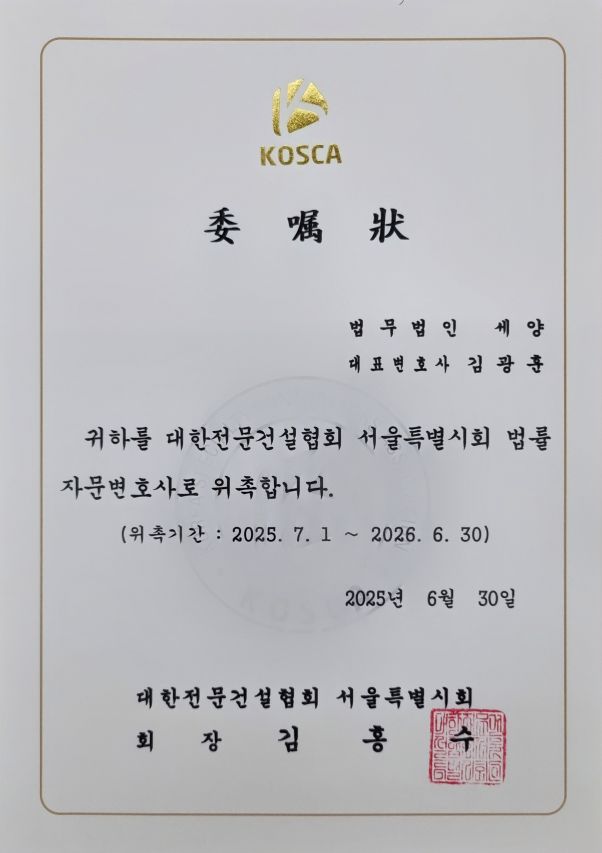 KOSCA
委 嘱 狀
법 무 법 인 세 양
대 표 변 호 사 김 광 훈
귀하를 대한전문건설협회 서울특별시회 법률
자문변호사로 위촉합니다.
(위촉기간 : 2025. 7. 1 ~ 2026. 6. 30)
KOSCA
2025년 6월 30일
대한전문건설협회 서울특별시회
회 장 김 홍 수